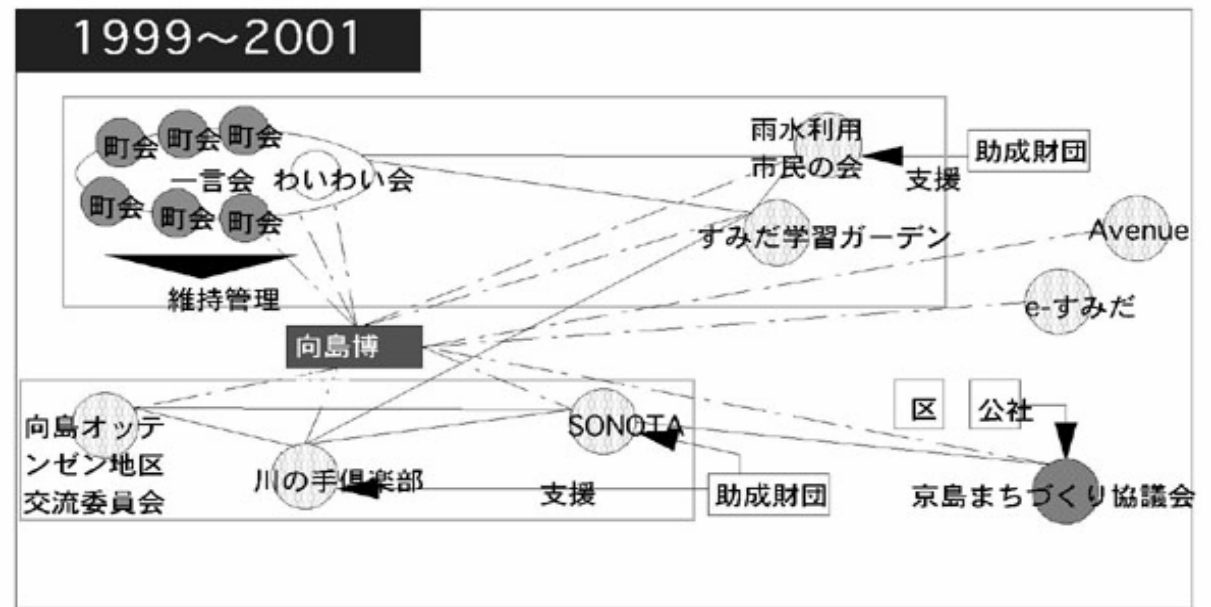 1999～2001
町会
町会
町会
一言会
わいわい会
町会
町会
町会
維持管理
雨水利用
市民の会
支援
助成財団
すみだ学習ガーデン
Avenue
e-すみだ
向島博
向島オッテ
ンゼン地区
交流委員会
川の手倶楽部
SONOTA
支援
助成財団
区
公社
京島まちづくり協議会